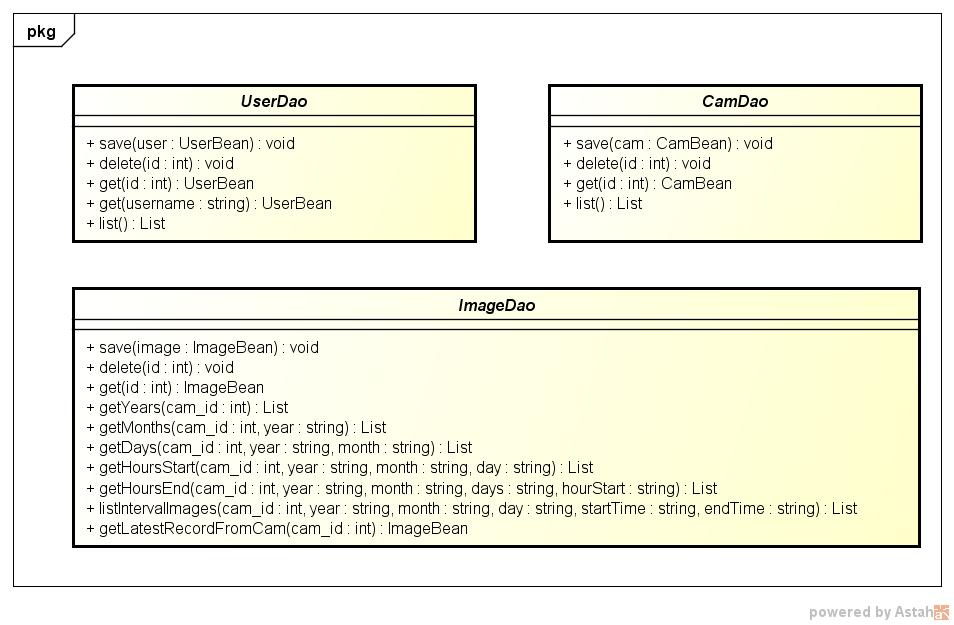 pkg
UserDao
+ save(user : UserBean) : void
+ delete(id : int) : void
+ get(id : int) : UserBean
+ get(username : string) : UserBean
+ list() : List
CamDao
+ save(cam : CamBean) : void
+ delete(id : int) : void
+ get(id : int) : CamBean
+ list() : List
ImageDao
+ save(image : ImageBean) : void
+ delete(id : int) : void
+ get(id : int) : ImageBean
+ getYears(cam_id : int) : List
+ getMonths(cam_id : int, year : string) : List
+ getDays(cam_id : int, year : string, month : string) : List
+ getHoursStart(cam_id : int, year : string, month : string, day : string) : List
+ getHoursEnd(cam_id : int, year : string, month : string, days : string, hourStart : string) : List
+ listIntervalImages(cam_id : int, year : string, month : string, day : string, startTime : string, endTime : string) : List
+ getLatestRecordFromCam(cam_id : int) : ImageBean
powered by Astah